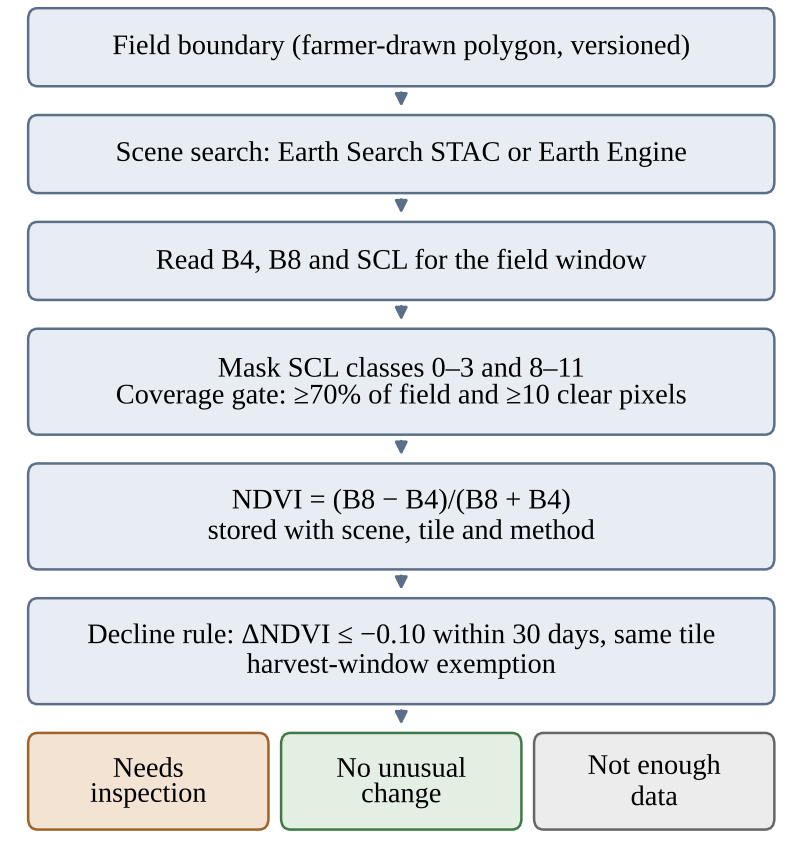 Field boundary (farmer-drawn polygon, versioned)
Scene search: Earth Search STAC or Earth Engine
Read B4, B8 and SCL for the field window
Mask SCL classes 0–3 and 8–11
Coverage gate: ≥70% of field and ≥10 clear pixels
NDVI = (B8 − B4)/(B8 + B4)
stored with scene, tile and method
Decline rule: ΔNDVI ≤ −0.10 within 30 days, same tile
harvest-window exemption
Needs
inspection
No unusual
change
Not enough
data